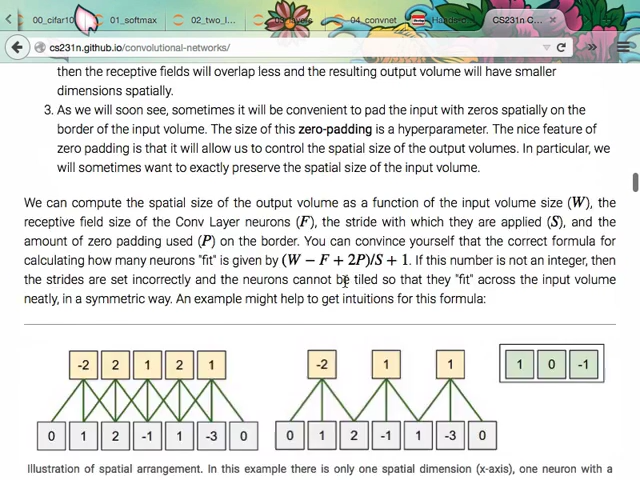 00_cifar10
01_softmax
02_two_l...
layers
04_convnet
CS231n C...
cs231n.github.io/convolutional-networks/
then the receptive fields will overlap less and the resulting output volume will have smaller
dimensions spatially.
3. As we will soon see, sometimes it will be convenient to pad the input with zeros spatially on the
border of the input volume. The size of this zero-padding is a hyperparameter. The nice feature of
zero padding is that it will allow us to control the spatial size of the output volumes. In particular, we
will sometimes want to exactly preserve the spatial size of the input volume.
We can compute the spatial size of the output volume as a function of the input volume size (W), the
receptive field size of the Conv Layer neurons (F), the stride with which they are applied (S), and the
amount of zero padding used (P) on the border. You can convince yourself that the correct formula for
calculating how many neurons "fit" is given by (W − F + 2P)/S + 1. If this number is not an integer, then
the strides are set incorrectly and the neurons cannot be tiled so that they "fit" across the input volume
neatly, in a symmetric way. An example might help to get intuitions for this formula:
-2 2 1 2 1
-2 1 1
1 0 -1
0 1 2 -1 1 -3 0
0 1 2 -1 1 -3 0
Illustration of spatial arrangement. In this example there is only one spatial dimension (x-axis), one neuron with a